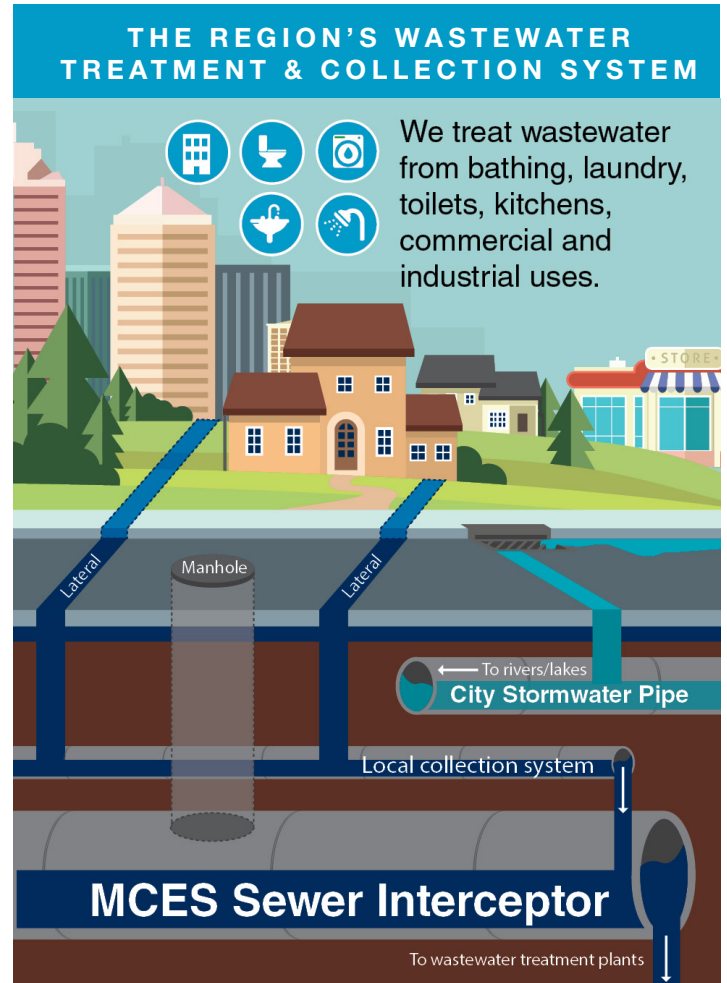 THE REGION'S WASTEWATER
TREATMENT & COLLECTION SYSTEM
We treat wastewater
from bathing, laundry,
toilets, kitchens,
commercial and
industrial uses.
• STORE •
Lateral
Manhole
Lateral
To rivers/lakes
City Stormwater Pipe
Local collection system
MCES Sewer Interceptor
To wastewater treatment plants